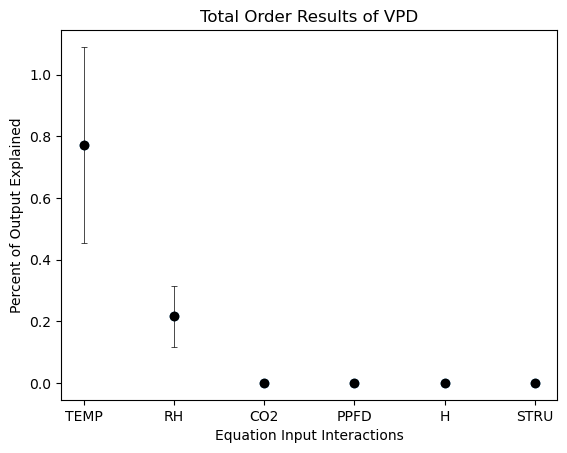 Total Order Results of VPD
Percent of Output Explained
1.0
0.8
0.6
0.4
0.2
0.0
TEMP RH CO2 PPFD H STRU
Equation Input Interactions